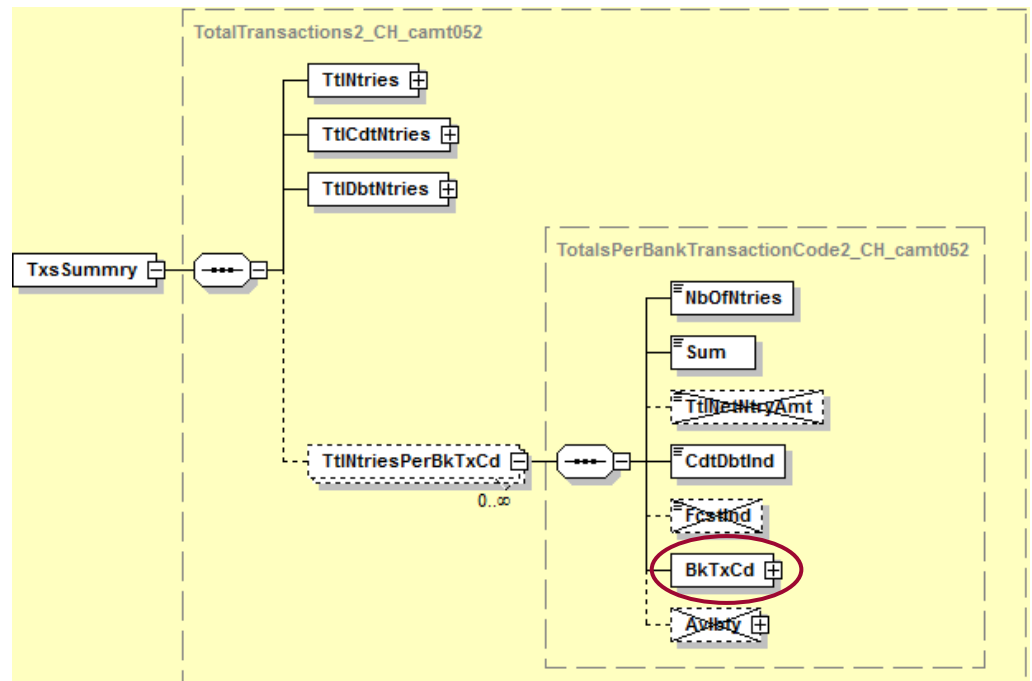 TotalTransactions2_CH_camt052
TtlNtries
TtlCdtNtries
TtlDbtNtries
TxsSummry
TotalsPerBankTransactionCode2_CH_camt052
NbOfNtries
Sum
TtlNetNtryAmt
TtlNtriesPerBkTxCd
0..∞
CdtDbtInd
FcstInd
BkTxCd
Avlbty